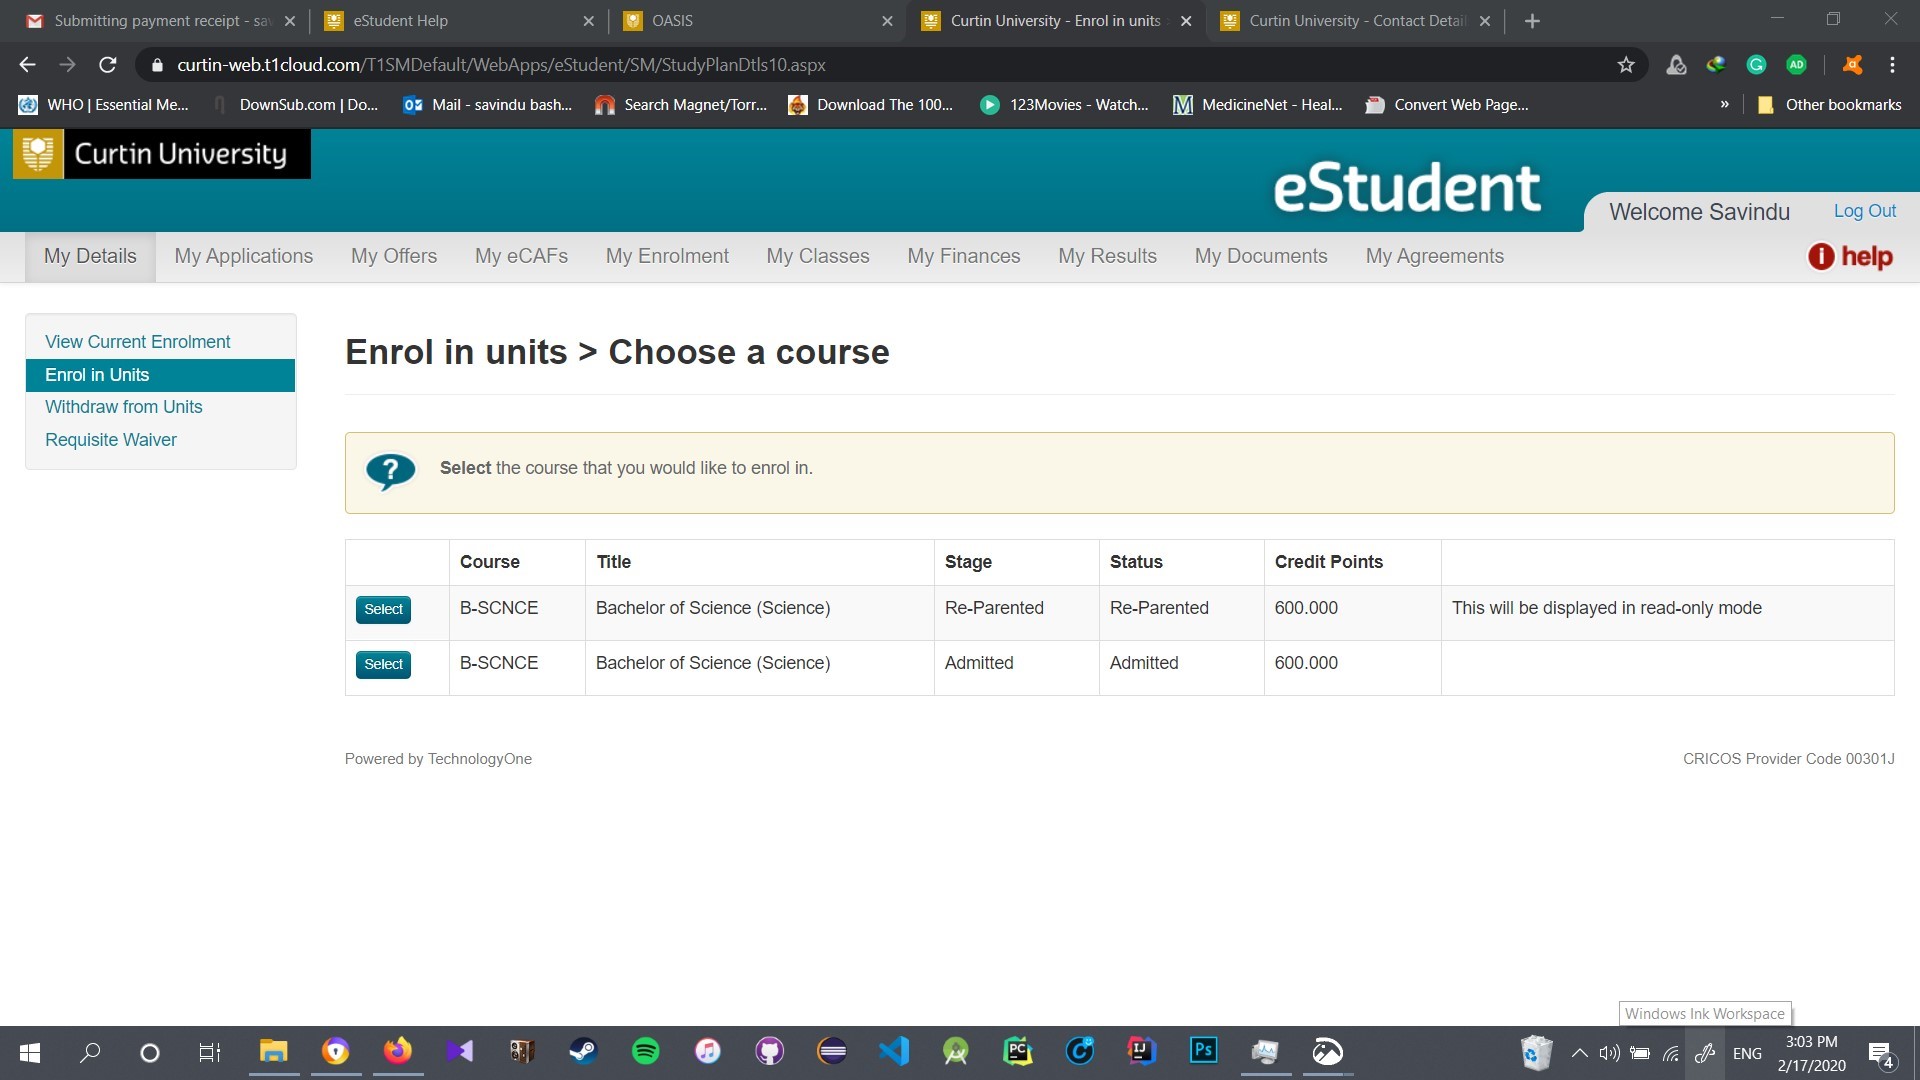 Submitting payment receipt - sav
eStudent Help
OASIS
Curtin University - Enrol in units
Curtin University - Contact Detail
curtin-web.t1cloud.com/T1SMDefault/WebApps/eStudent/SM/StudyPlanDtls10.aspx
AD
WHO | Essential Me...
DownSub.com | Do...
Mail - savindu bash...
Search Magnet/Torr...
Download The 100...
123Movies - Watch...
MedicineNet - Heal...
Convert Web Page...
»
Other bookmarks
Curtin University
eStudent
Welcome Savindu
Log Out
My Details
My Applications
My Offers
My eCAFs
My Enrolment
My Classes
My Finances
My Results
My Documents
My Agreements
i help
View Current Enrolment
Enrol in Units
Withdraw from Units
Requisite Waiver
Enrol in units > Choose a course
? Select the course that you would like to enrol in.
Course Title Stage Status Credit Points
Select B-SCNCE Bachelor of Science (Science) Re-Parented Re-Parented 600.000 This will be displayed in read-only mode
Select B-SCNCE Bachelor of Science (Science) Admitted Admitted 600.000
Powered by TechnologyOne
CRICOS Provider Code 00301J
Windows Ink Workspace
PC
IJ
Ps
ENG
3:03 PM
2/17/2020
4